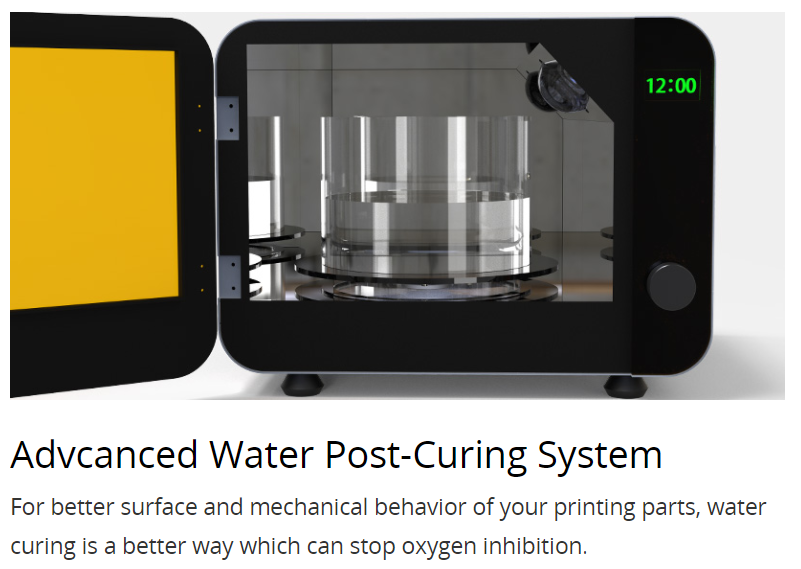 12:00
Advcanced Water Post-Curing System
For better surface and mechanical behavior of your printing parts, water
curing is a better way which can stop oxygen inhibition.